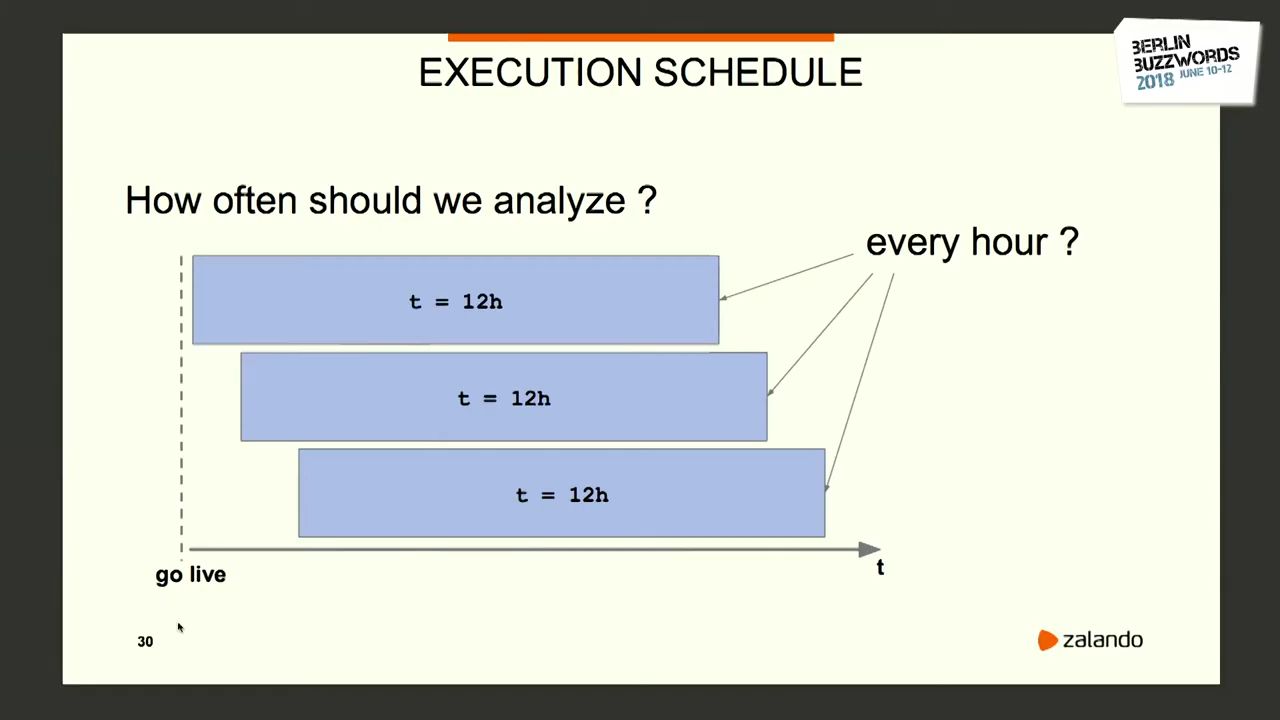 BERLIN
BUZZWORDS
2018 JUNE 10-12
EXECUTION SCHEDULE
How often should we analyze ?
every hour ?
t = 12h
t = 12h
t = 12h
go live
t
30
zalando